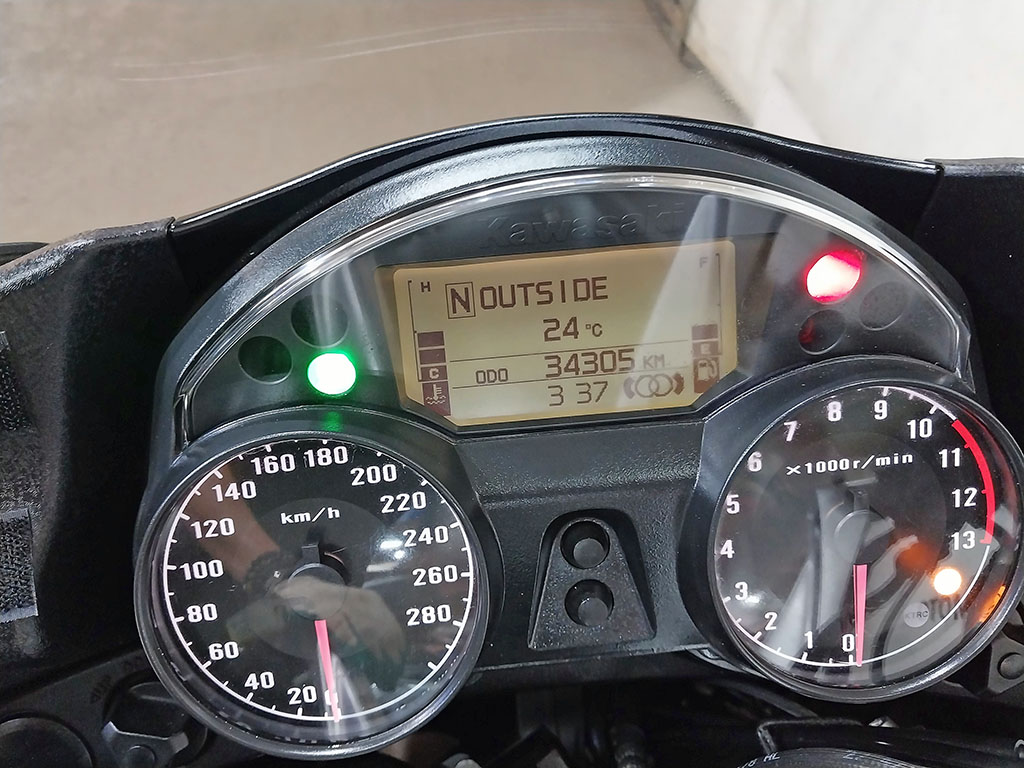 Kawasaki
H F
N OUTSIDE
24 °C
C E
ODO 34305 KM
3 37
km/h
0 20 40 60 80 100 120 140 160 180 200 220 240 260 280
×1000r/min
0 1 2 3 4 5 6 7 8 9 10 11 12 13
KTRC